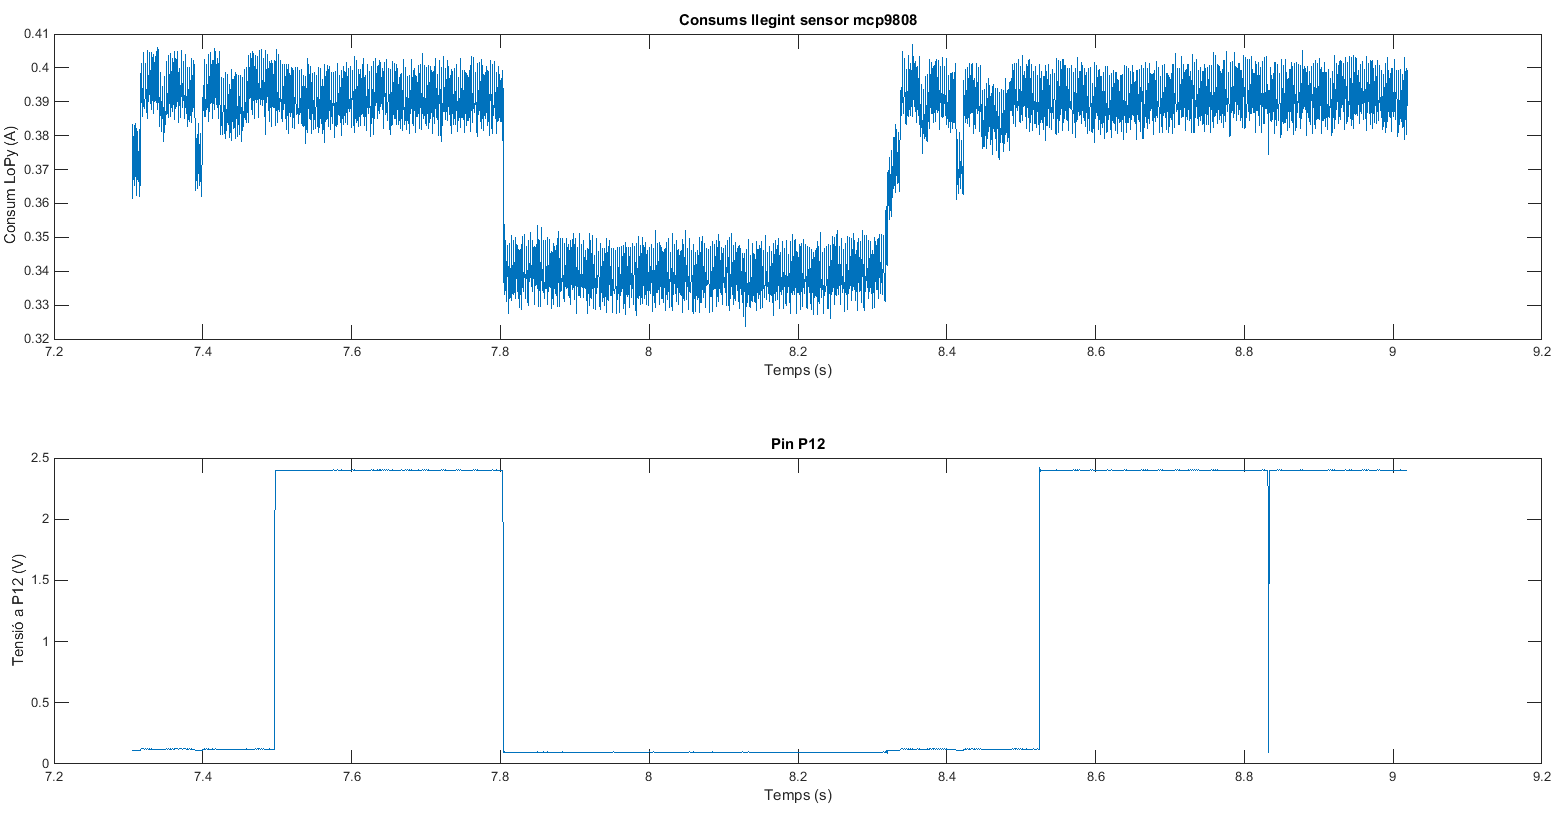 Consums llegint sensor mcp9808
0.41
0.4
0.39
0.38
0.37
0.36
0.35
0.34
0.33
0.32
Consum LoPy (A)
7.2 7.4 7.6 7.8 8 8.2 8.4 8.6 8.8 9 9.2
Temps (s)
Pin P12
2.5
2
1.5
1
0.5
0
Tensió a P12 (V)
7.2 7.4 7.6 7.8 8 8.2 8.4 8.6 8.8 9 9.2
Temps (s)